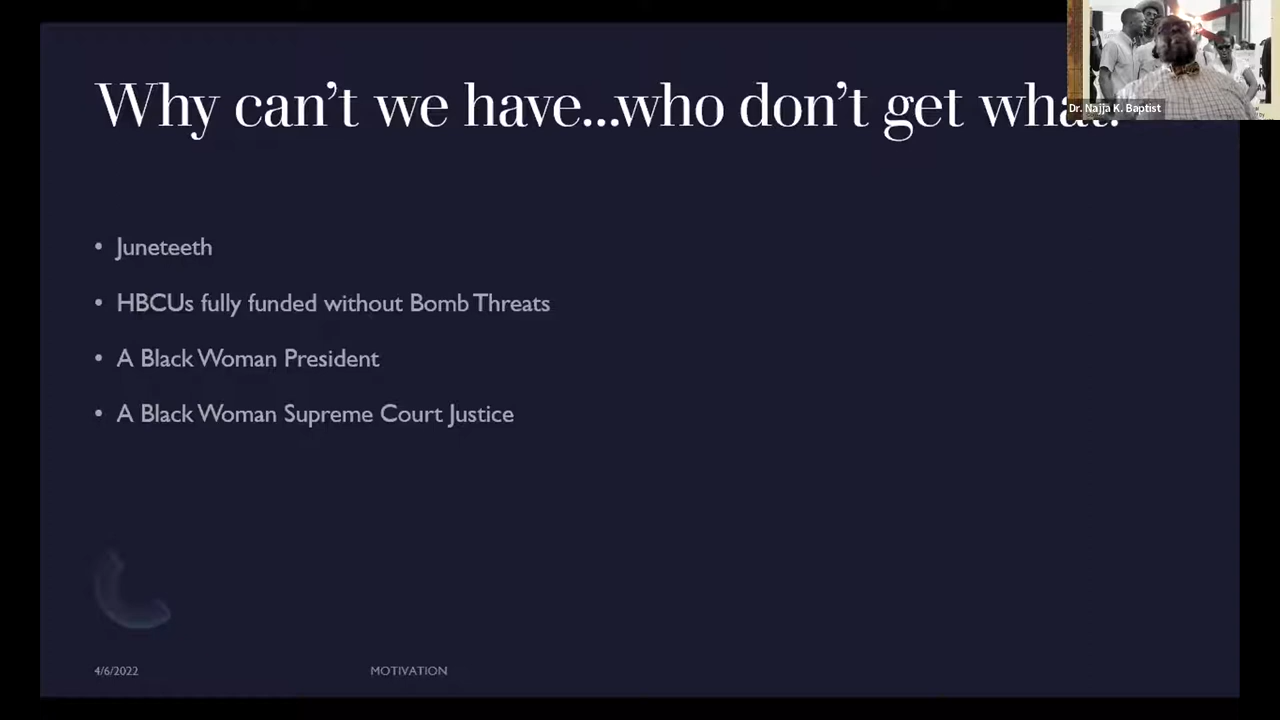 Why can't we have...who don't get what?
Dr. Najja K. Baptist
• Juneteeth
• HBCUs fully funded without Bomb Threats
• A Black Woman President
• A Black Woman Supreme Court Justice
4/6/2022
MOTIVATION